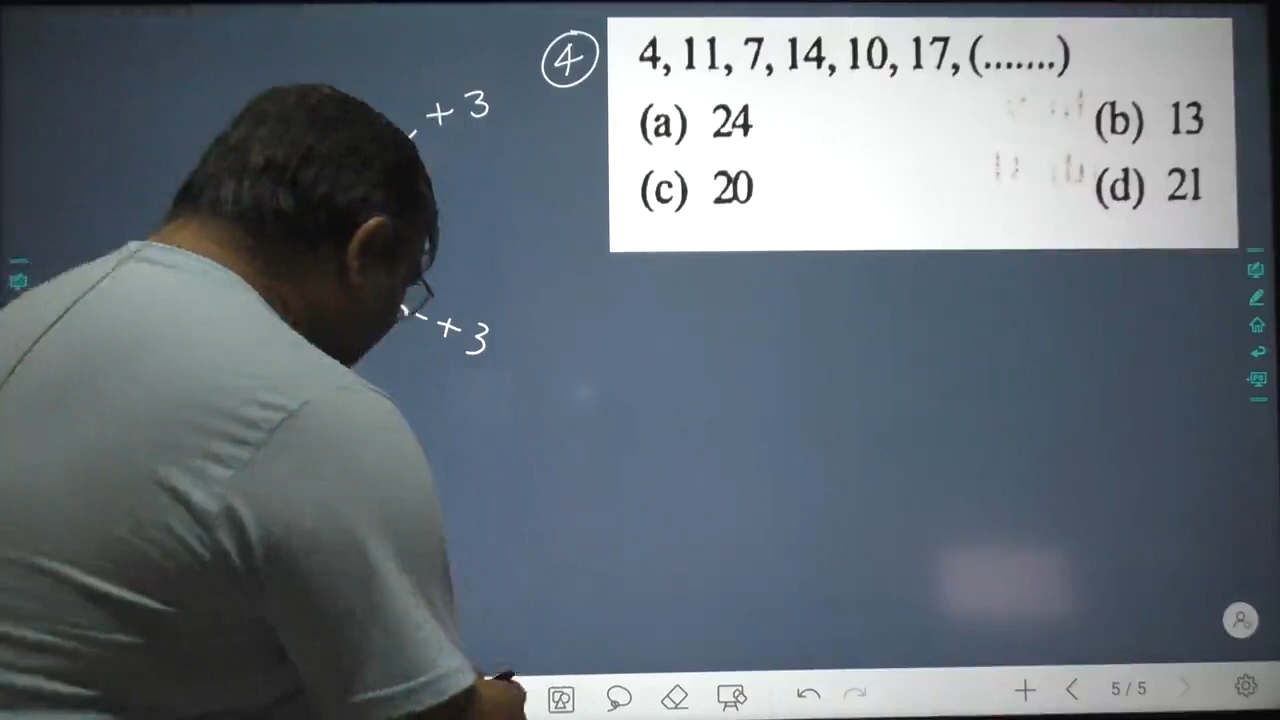 ④ 4, 11, 7, 14, 10, 17, (.......)
(a) 24 (b) 13
(c) 20 (d) 21
+ 3
+ 3
5 / 5